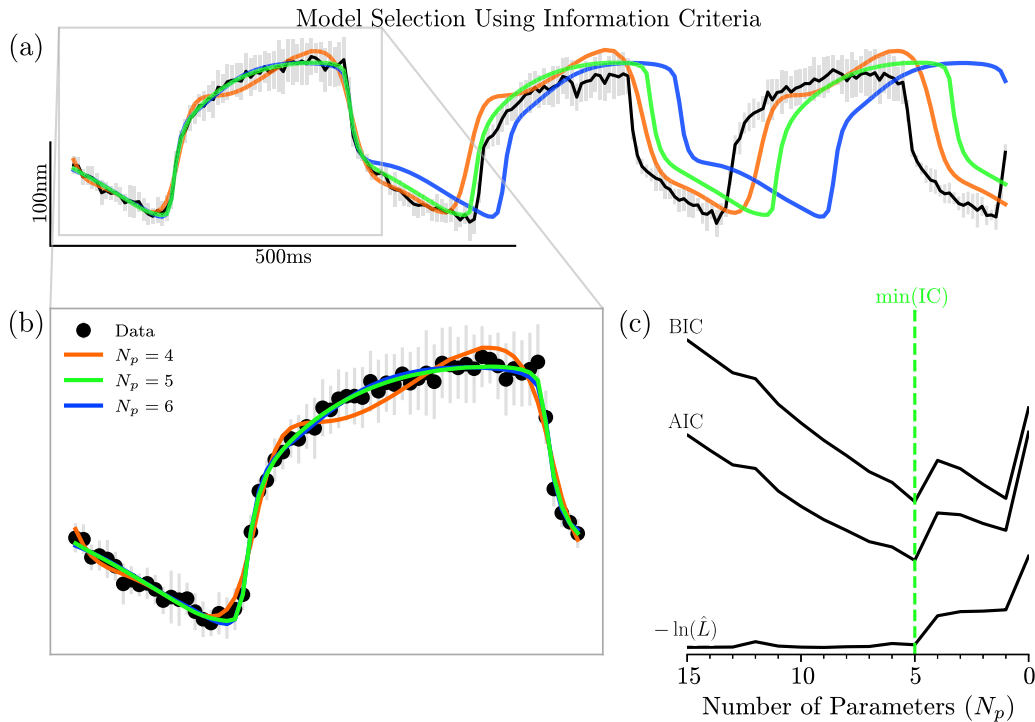 Model Selection Using Information Criteria
(a)
100nm
500ms
(b)
Data
N_p = 4
N_p = 5
N_p = 6
(c)
min(IC)
BIC
AIC
−ln(L̂)
15 10 5 0
Number of Parameters (N_p)